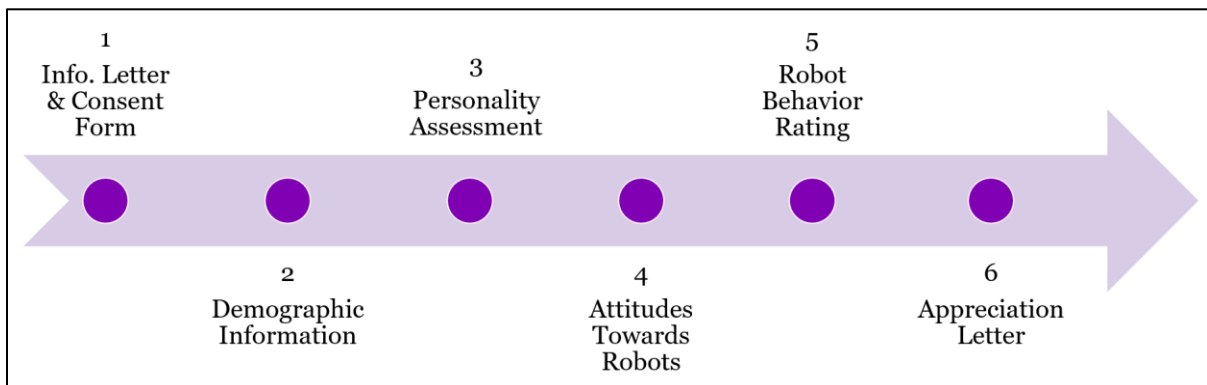 1
Info. Letter
& Consent
Form
2
Demographic
Information
3
Personality
Assessment
4
Attitudes
Towards
Robots
5
Robot
Behavior
Rating
6
Appreciation
Letter